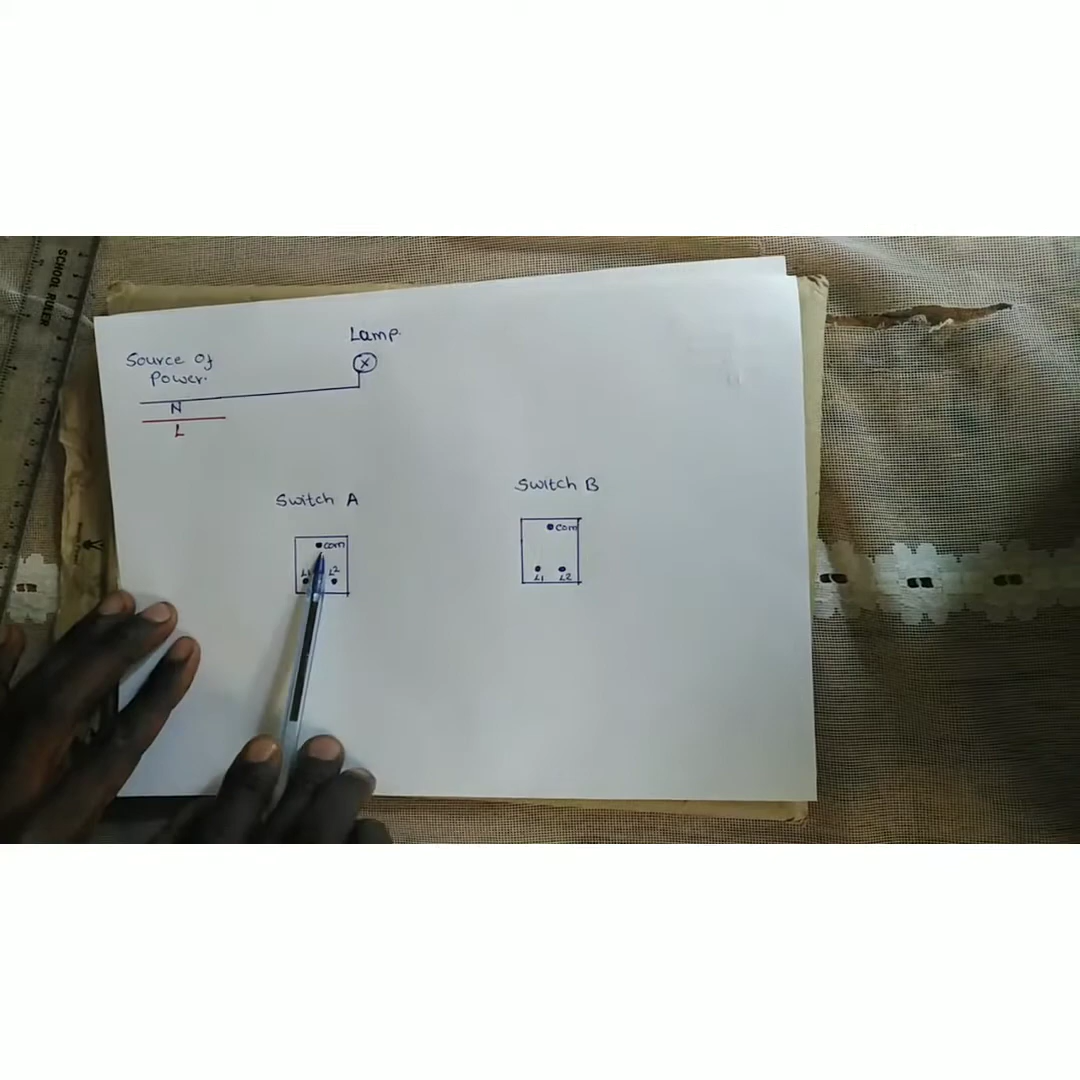 SCHOOL RULER
Lamp.
Source Of
Power.
N
L
Switch A
Switch B
com
L1 L2
com
L1 L2